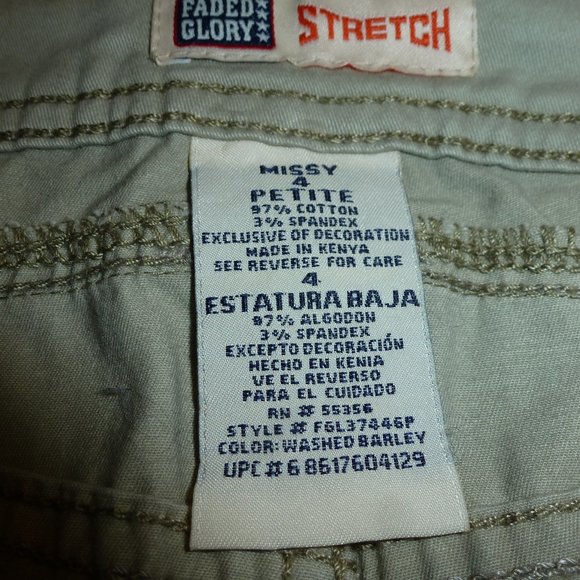 FADED
GLORY
STRETCH
MISSY
4
PETITE
97% COTTON
3% SPANDEX
EXCLUSIVE OF DECORATION
MADE IN KENYA
SEE REVERSE FOR CARE
4
ESTATURA BAJA
97% ALGODON
3% SPANDEX
EXCEPTO DECORACIÓN
HECHO EN KENIA
VE EL REVERSO
PARA EL CUIDADO
RN # 55356
STYLE # FGL37446P
COLOR: WASHED BARLEY
UPC# 6 8617604129